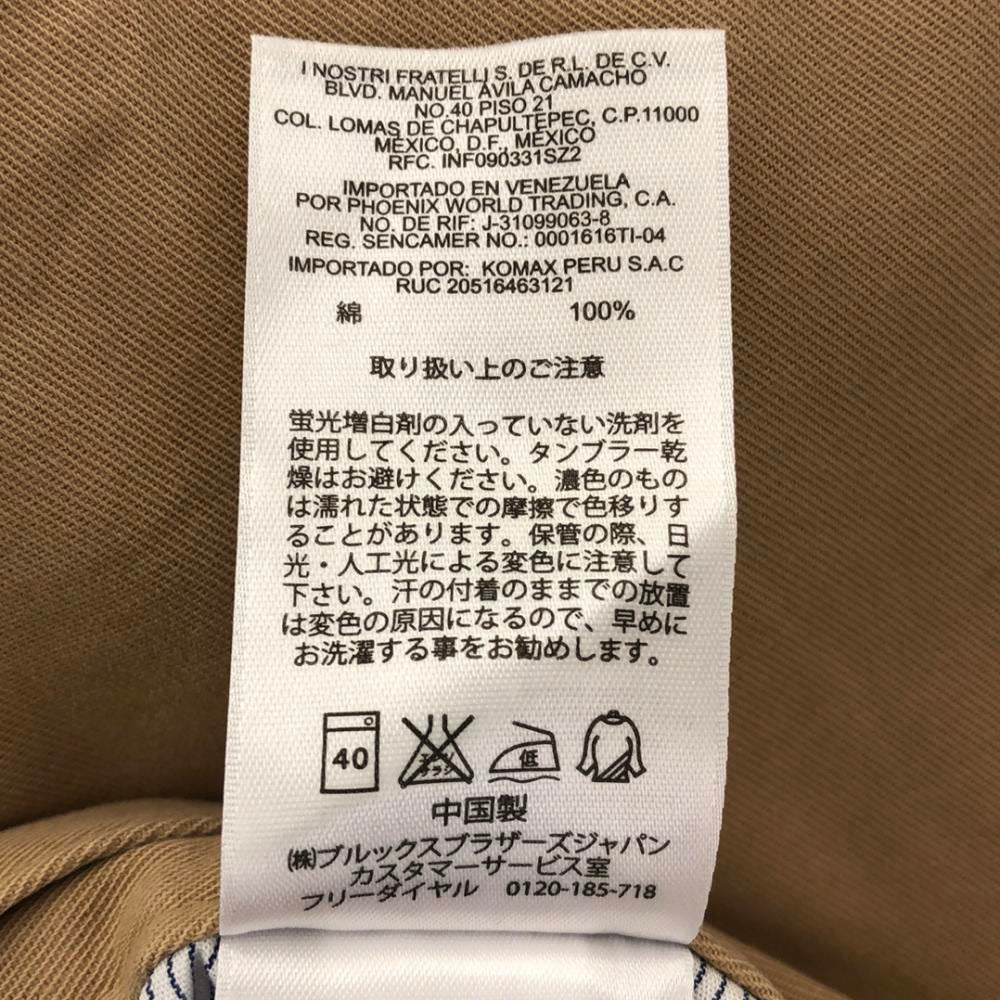 I NOSTRI FRATELLI S. DE R.L. DE C.V.
BLVD. MANUEL ÁVILA CAMACHO
NO.40 PISO 21
COL. LOMAS DE CHAPULTEPEC, C.P.11000
MÉXICO, D.F., MÉXICO
RFC. INF090331SZ2
IMPORTADO EN VENEZUELA
POR PHOENIX WORLD TRADING, C.A.
NO. DE RIF: J-31099063-8
REG. SENCAMER NO.: 0001616TI-04
IMPORTADO POR: KOMAX PERU S.A.C
RUC 20516463121
綿 100%
取り扱い上のご注意
蛍光増白剤の入っていない洗剤を
使用してください。タンブラー乾
燥はお避けください。濃色のもの
は濡れた状態での摩擦で色移りす
ることがあります。保管の際、日
光・人工光による変色に注意して
下さい。汗の付着のままでの放置
は変色の原因になるので、早めに
お洗濯する事をお勧めします。
40 エンソ サラシ 低
中国製
㈱ブルックスブラザーズジャパン
カスタマーサービス室
フリーダイヤル 0120-185-718